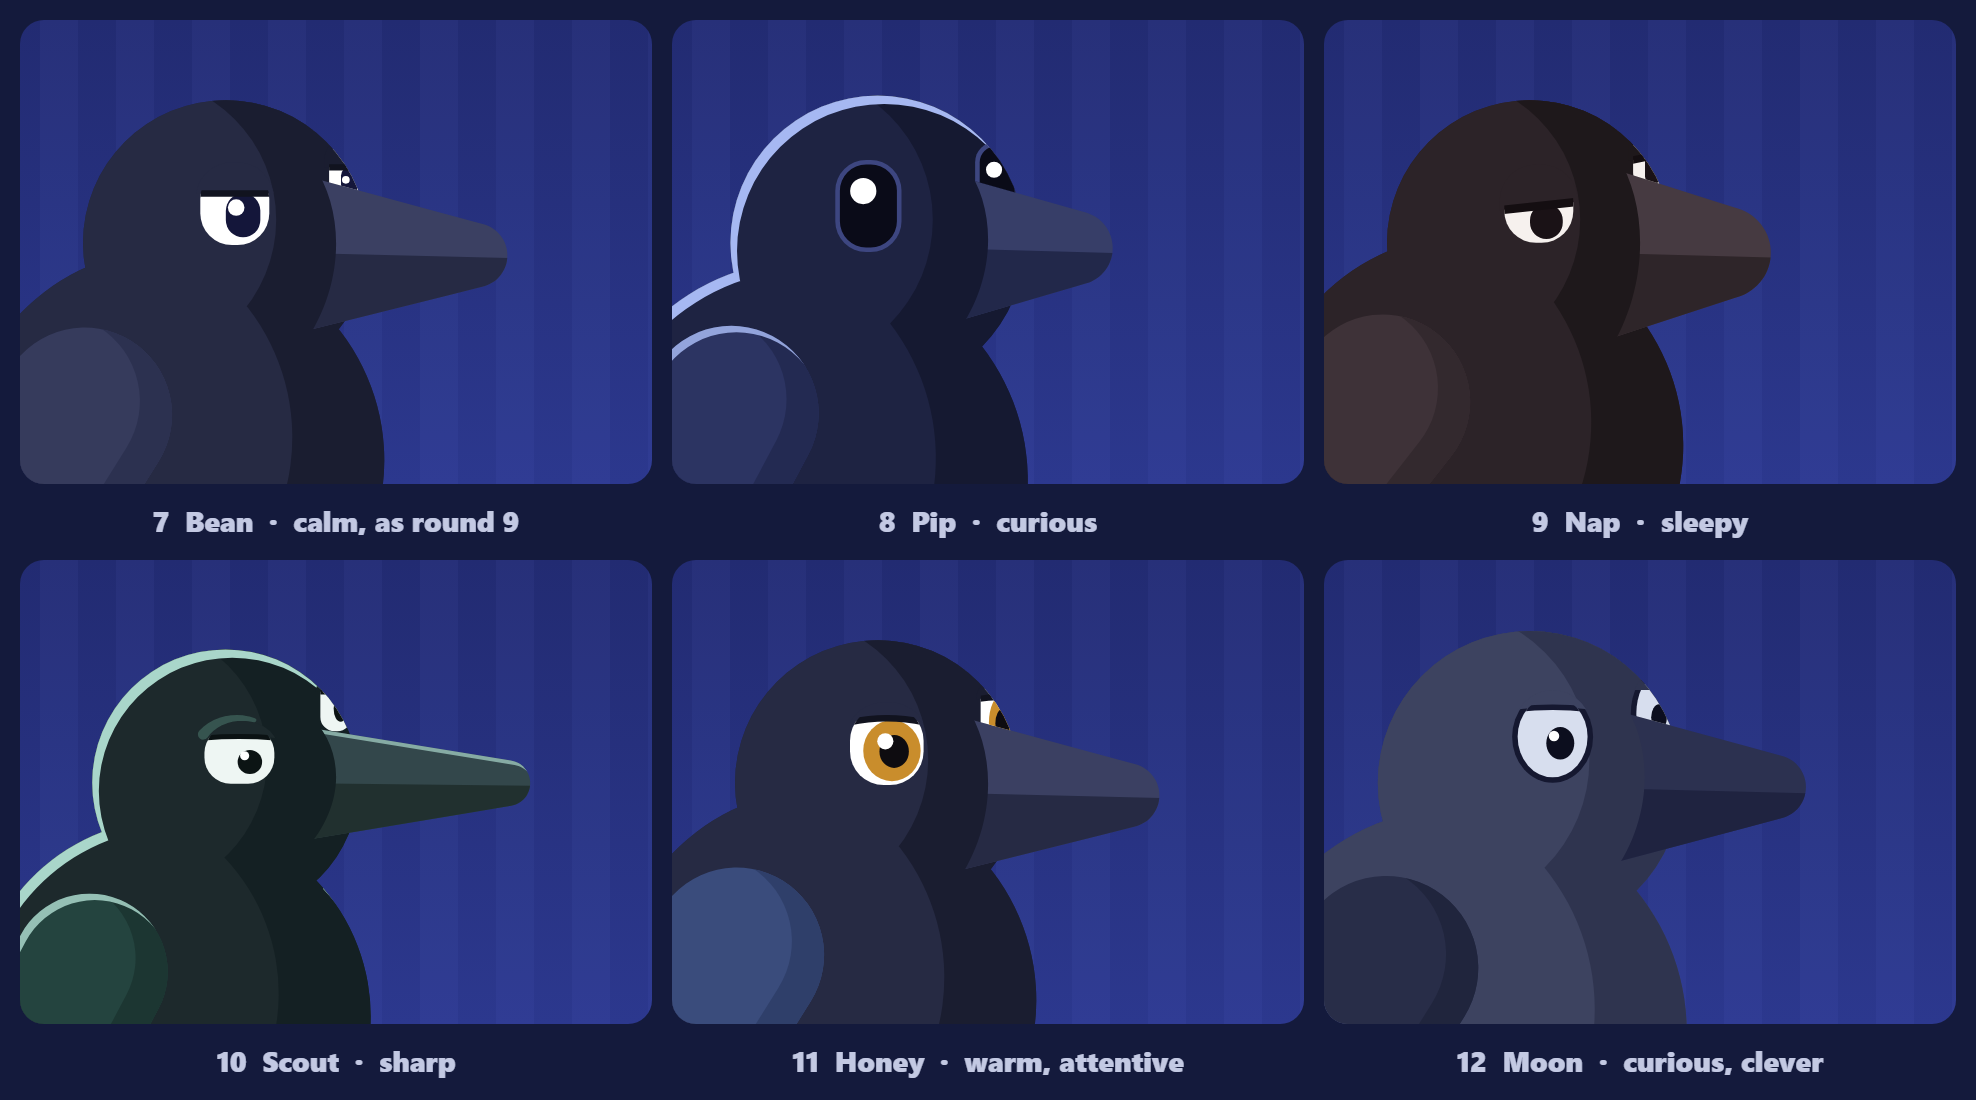 7 Bean · calm, as round 9
8 Pip · curious
9 Nap · sleepy
10 Scout · sharp
11 Honey · warm, attentive
12 Moon · curious, clever